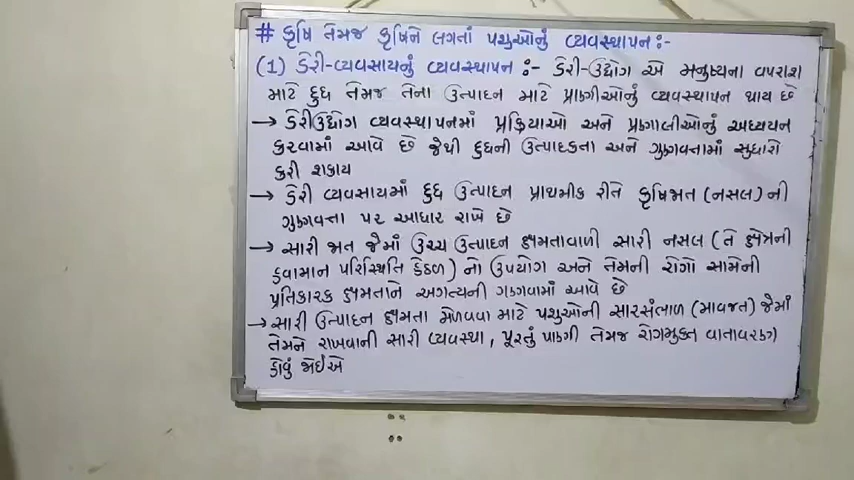 # કૃષિ તેમજ કૃષિને લગતાં પશુઓનું વ્યવસ્થાપન :-
(1) ડેરી-વ્યવસાયનું વ્યવસ્થાપન :- ડેરી-ઉદ્યોગ એ મનુષ્યના વપરાશ
માટે દુધ તેમજ તેના ઉત્પાદન માટે પ્રાણીઓનું વ્યવસ્થાપન થાય છે
→ ડેરીઉદ્યોગ વ્યવસ્થાપનમાં પ્રક્રિયાઓ અને પ્રણાલીઓનું અધ્યયન
કરવામાં આવે છે જેથી દુધની ઉત્પાદકતા અને ગુણવત્તામાં સુધારો
કરી શકાય
→ ડેરી વ્યવસાયમાં દુધ ઉત્પાદન પ્રાથમીક રીતે કૃષિજાત (નસલ) ની
ગુણવત્તા પર આધાર રાખે છે
→ સારી જાત જેમાં ઉચ્ચ ઉત્પાદન ક્ષમતાવાળી સારી નસલ (તે ક્ષેત્રની
હવામાન પરિસ્થિતિ હેઠળ) નો ઉપયોગ અને તેમની રોગો સામેની
પ્રતિકારક ક્ષમતાને અગત્યની ગણવામાં આવે છે
→ સારી ઉત્પાદન ક્ષમતા મેળવવા માટે પશુઓની સારસંભાળ (માવજત) જેમાં
તેમને રાખવાની સારી વ્યવસ્થા, પૂરતું પાણી તેમજ રોગમુક્ત વાતાવરણ
હોવું જોઈએ